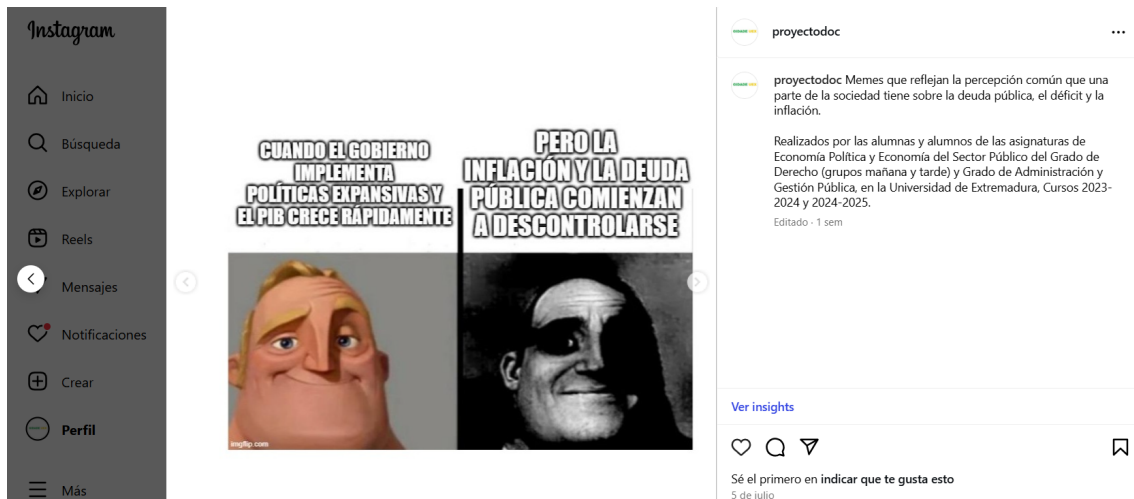 Instagram
Inicio
Búsqueda
Explorar
Reels
Mensajes
Notificaciones
Crear
Perfil
Más
CUANDO EL GOBIERNO
IMPLEMENTA
POLÍTICAS EXPANSIVAS Y
EL PIB CRECE RÁPIDAMENTE
PERO LA
INFLACIÓN Y LA DEUDA
PÚBLICA COMIENZAN
A DESCONTROLARSE
imgflip.com
proyectodoc
proyectodoc Memes que reflejan la percepción común que una
parte de la sociedad tiene sobre la deuda pública, el déficit y la
inflación.
Realizados por las alumnas y alumnos de las asignaturas de
Economía Política y Economía del Sector Público del Grado de
Derecho (grupos mañana y tarde) y Grado de Administración y
Gestión Pública, en la Universidad de Extremadura, Cursos 2023-
2024 y 2024-2025.
Editado · 1 sem
Ver insights
Sé el primero en indicar que te gusta esto
5 de julio